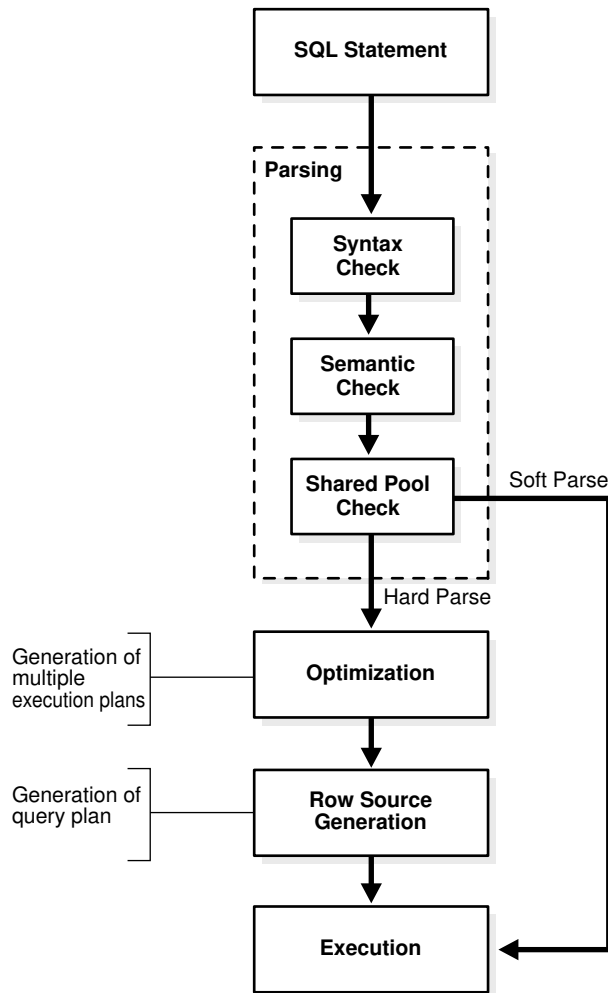 SQL Statement
Parsing
Syntax
Check
Semantic
Check
Shared Pool
Check
Soft Parse
Hard Parse
Generation of
multiple
execution plans
Optimization
Generation of
query plan
Row Source
Generation
Execution